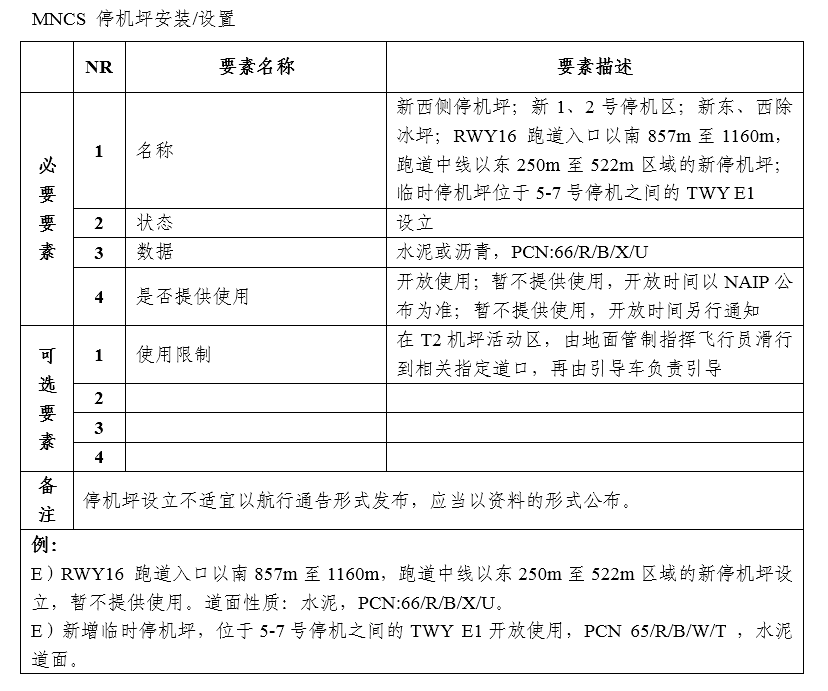 MNCS 停机坪安装/设置
NR 要素名称 要素描述
必要要素
1 名称
新西侧停机坪；新 1、2 号停机区；新东、西除
冰坪；RWY16 跑道入口以南 857m 至 1160m，
跑道中线以东 250m 至 522m 区域的新停机坪；
临时停机坪位于 5-7 号停机之间的 TWY E1
2 状态 设立
3 数据 水泥或沥青，PCN:66/R/B/X/U
4 是否提供使用
开放使用；暂不提供使用，开放时间以 NAIP 公
布为准；暂不提供使用，开放时间另行通知
可选要素
1 使用限制
在 T2 机坪活动区，由地面管制指挥飞行员滑行
到相关指定道口，再由引导车负责引导
2
3
4
备注
停机坪设立不适宜以航行通告形式发布，应当以资料的形式公布。
例：
E）RWY16 跑道入口以南 857m 至 1160m，跑道中线以东 250m 至 522m 区域的新停机坪设
立，暂不提供使用。道面性质：水泥，PCN:66/R/B/X/U。
E）新增临时停机坪，位于 5-7 号停机之间的 TWY E1 开放使用，PCN 65/R/B/W/T ，水泥
道面。